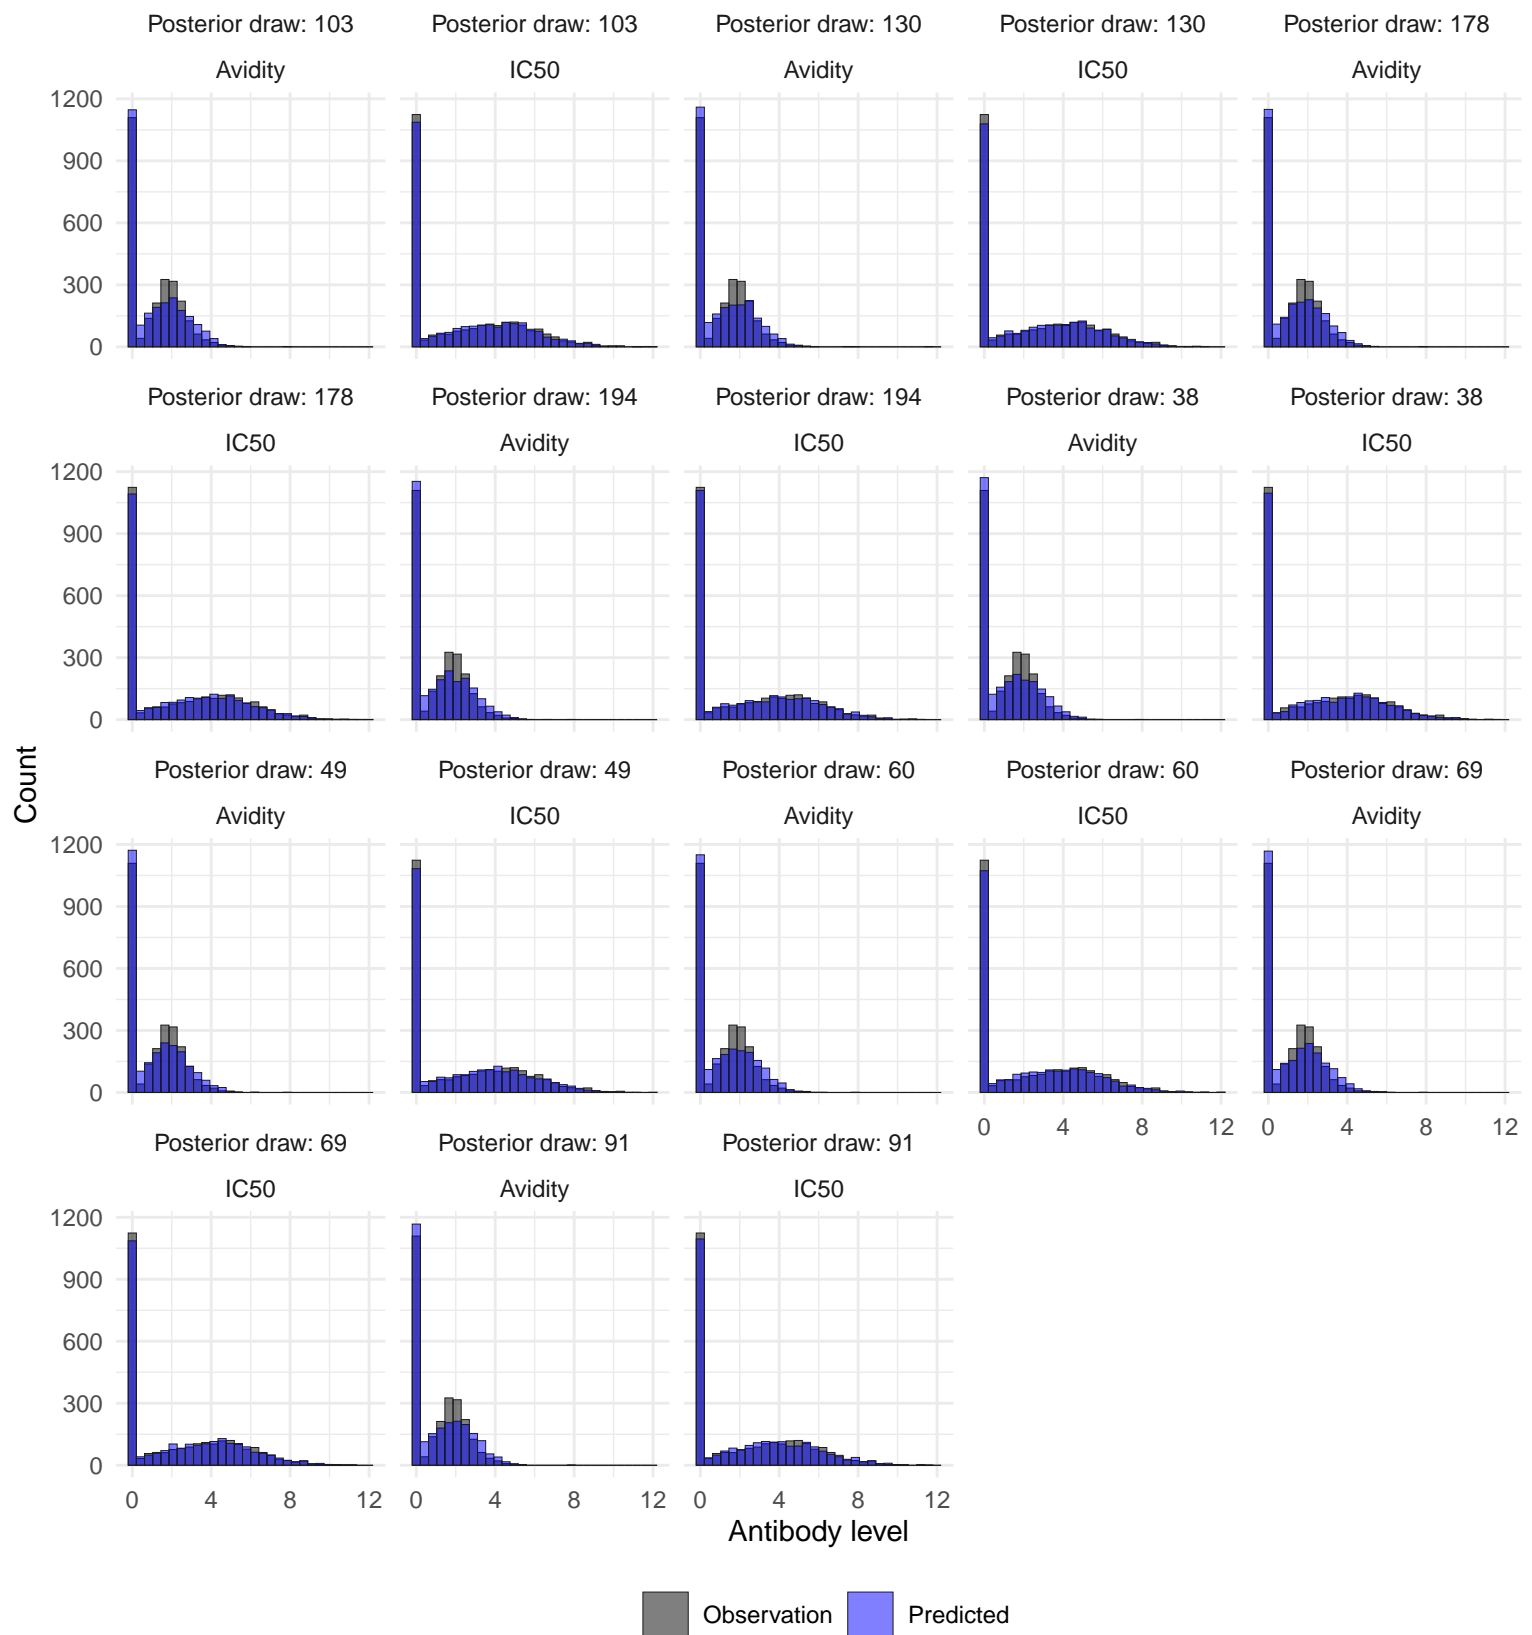 Posterior draw: 103 Posterior draw: 103 Posterior draw: 130 Posterior draw: 130 Posterior draw: 178
Avidity IC50 Avidity IC50 Avidity
1200
900
600
300
0
Posterior draw: 178 Posterior draw: 194 Posterior draw: 194 Posterior draw: 38 Posterior draw: 38
IC50 Avidity IC50 Avidity IC50
1200
900
600
300
0
Count
Posterior draw: 49 Posterior draw: 49 Posterior draw: 60 Posterior draw: 60 Posterior draw: 69
Avidity IC50 Avidity IC50 Avidity
1200
900
600
300
0
0 4 8 12 0 4 8 12
Posterior draw: 69 Posterior draw: 91 Posterior draw: 91
IC50 Avidity IC50
1200
900
600
300
0
0 4 8 12 0 4 8 12 0 4 8 12
Antibody level
Observation Predicted